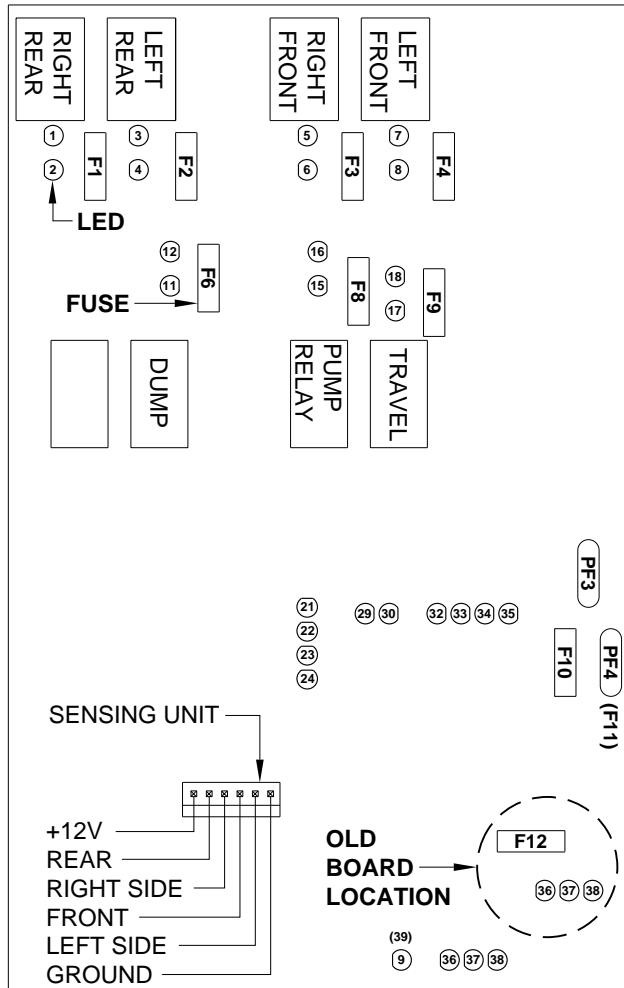 RIGHT
REAR
LEFT
REAR
RIGHT
FRONT
LEFT
FRONT
1
3
5
7
2
4
6
8
F1
F2
F3
F4
LED
12
16
18
11
15
17
F6
F8
F9
FUSE
DUMP
PUMP
RELAY
TRAVEL
PF3
21
22
23
24
29 30
32 33 34 35
F10
PF4
(F11)
SENSING UNIT
+12V
REAR
RIGHT SIDE
FRONT
LEFT SIDE
GROUND
OLD
BOARD
LOCATION
F12
36 37 38
(39)
9
36 37 38